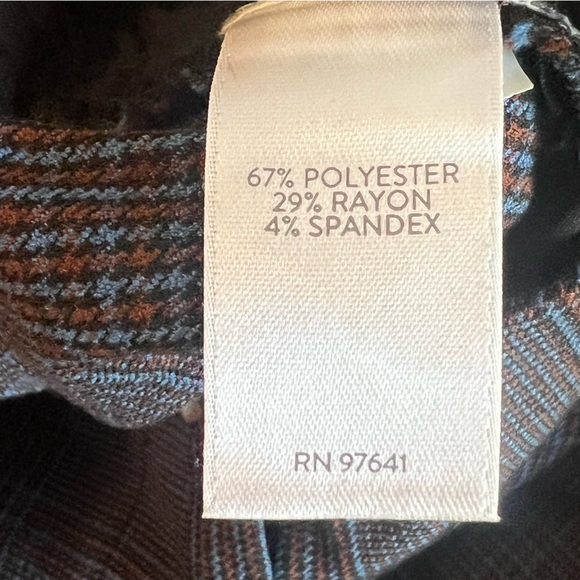 67% POLYESTER
29% RAYON
4% SPANDEX
RN 97641